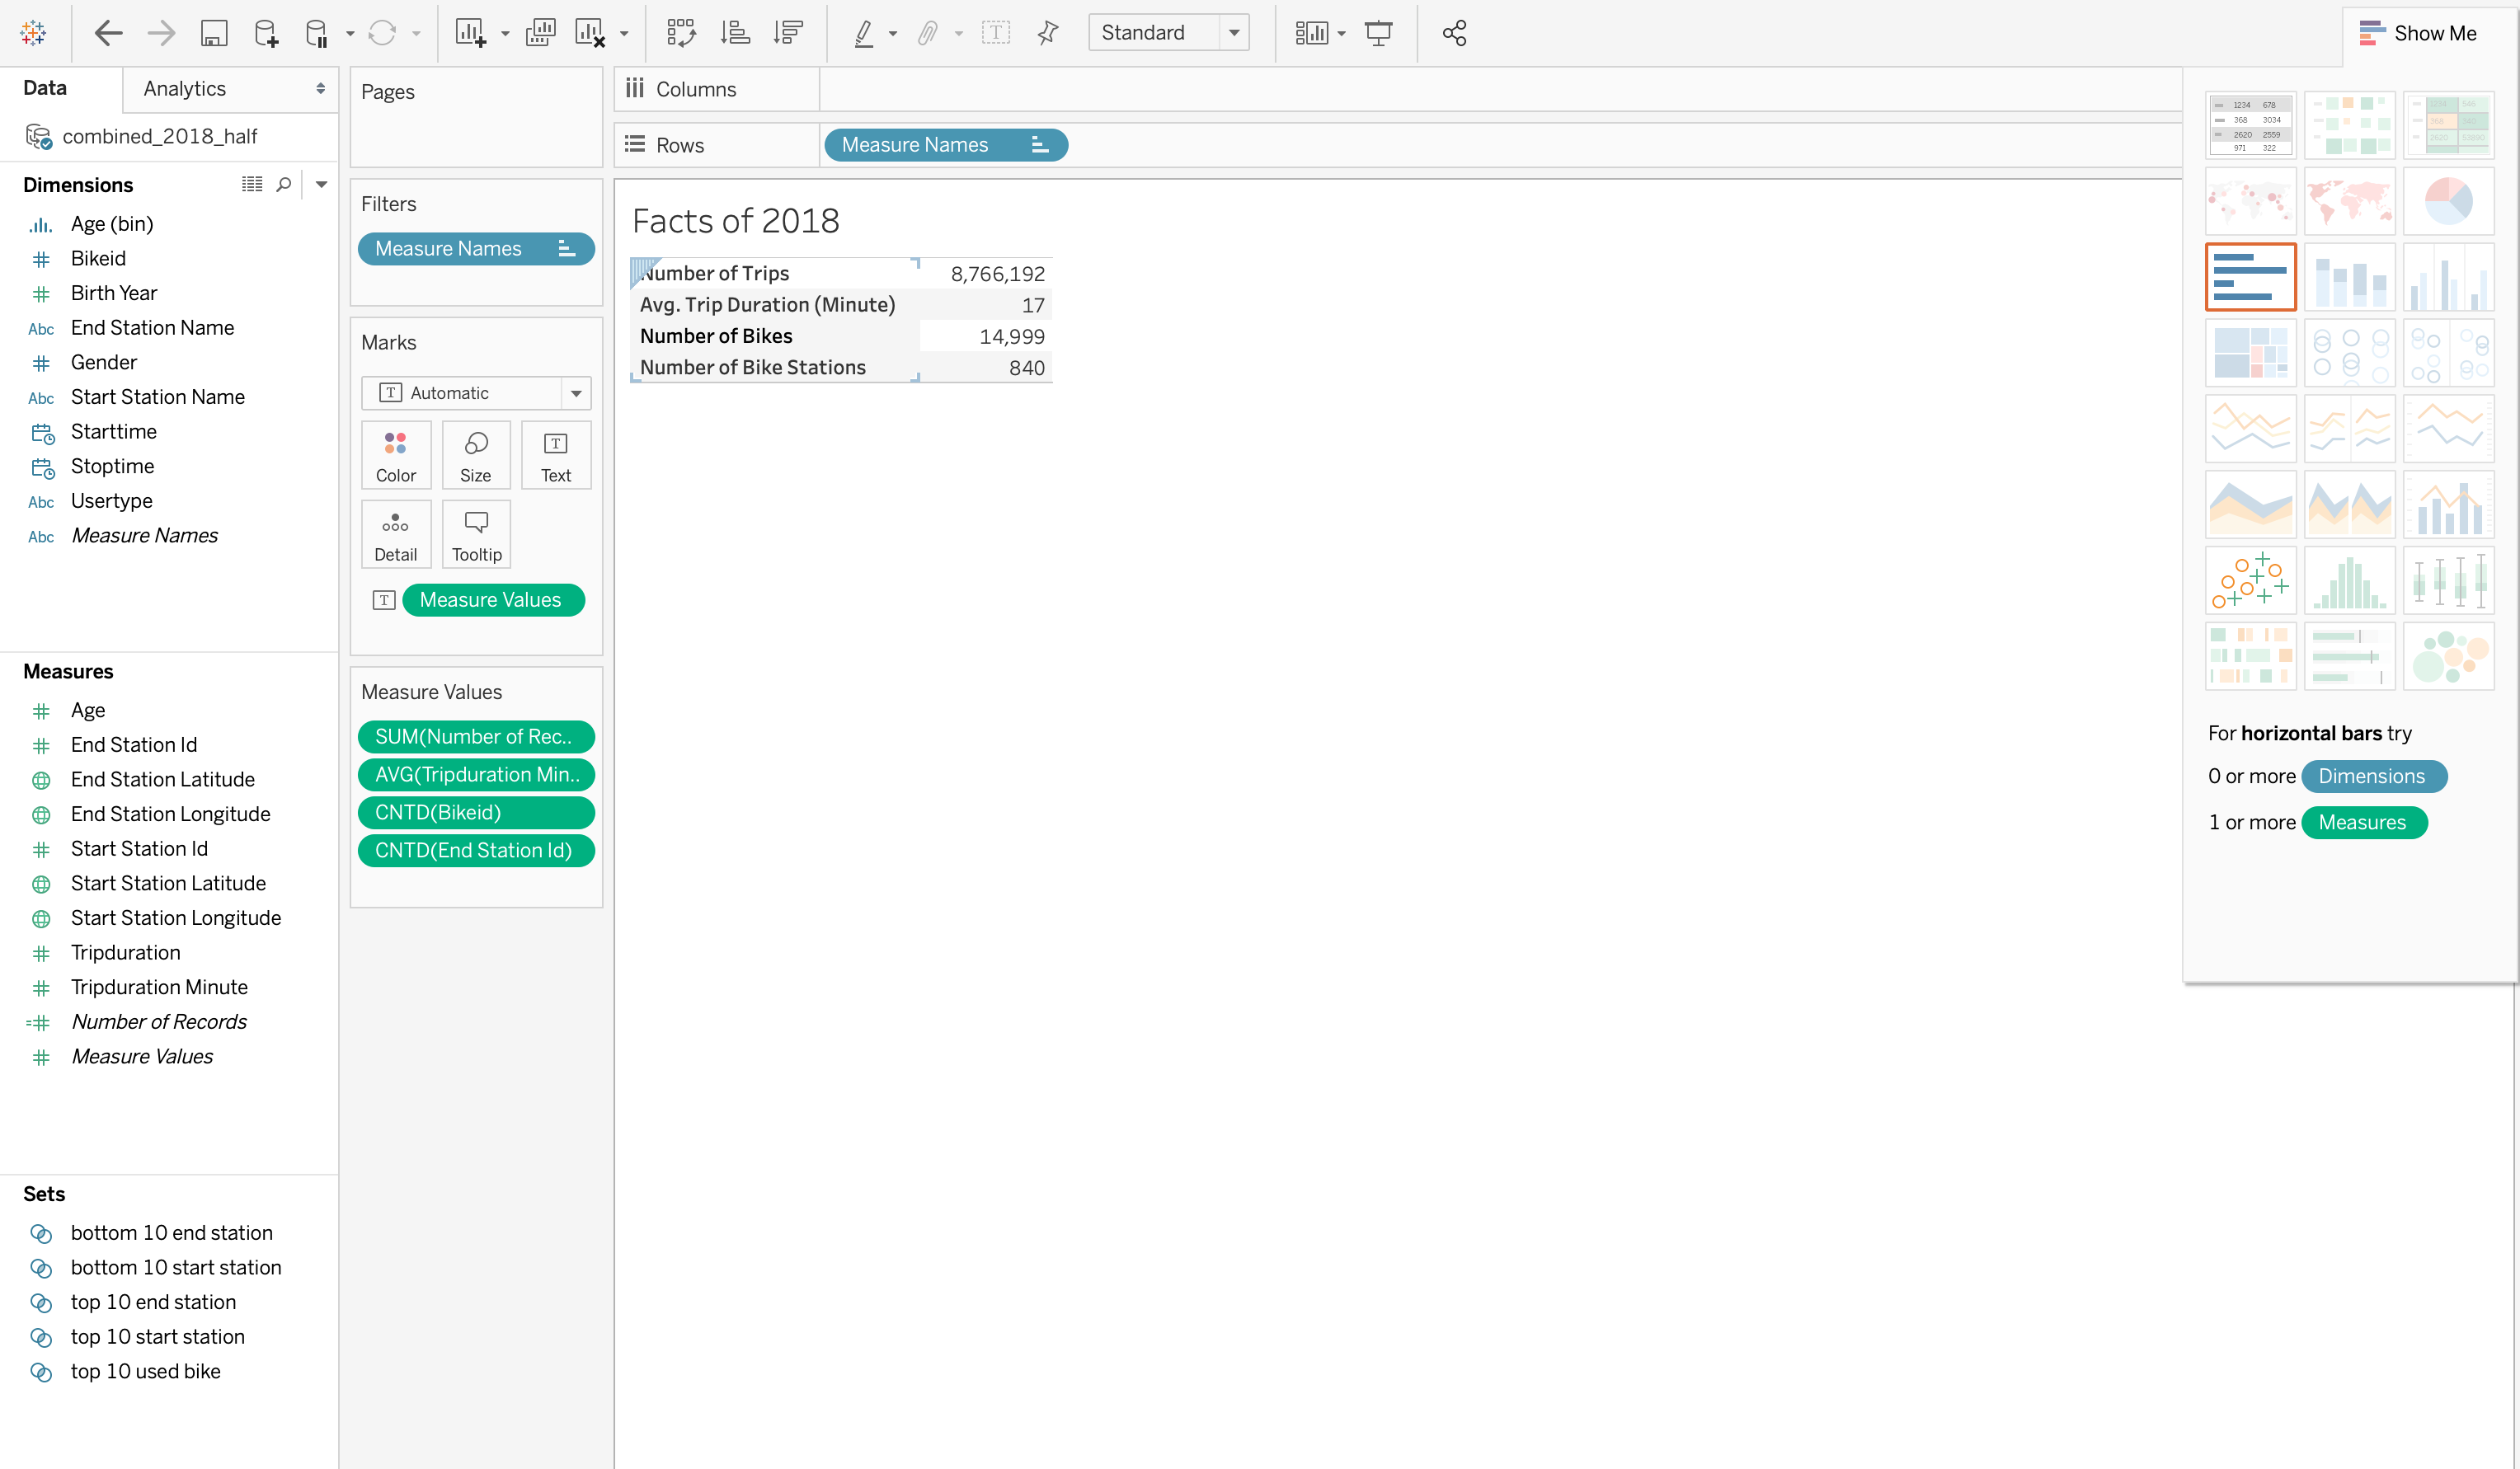 Standard
Show Me
Data
Analytics
combined_2018_half
Dimensions
Age (bin)
Bikeid
Birth Year
Abc End Station Name
Gender
Abc Start Station Name
Starttime
Stoptime
Abc Usertype
Abc Measure Names
Measures
Age
End Station Id
End Station Latitude
End Station Longitude
Start Station Id
Start Station Latitude
Start Station Longitude
Tripduration
Tripduration Minute
Number of Records
Measure Values
Sets
bottom 10 end station
bottom 10 start station
top 10 end station
top 10 start station
top 10 used bike
Pages
Filters
Measure Names
Marks
T Automatic
Color Size T Text
Detail Tooltip
T Measure Values
Measure Values
SUM(Number of Rec..
AVG(Tripduration Min..
CNTD(Bikeid)
CNTD(End Station Id)
Columns
Rows Measure Names
Facts of 2018
Number of Trips 8,766,192
Avg. Trip Duration (Minute) 17
Number of Bikes 14,999
Number of Bike Stations 840
1234 678
368 3034
2620 2559
971 322
For horizontal bars try
0 or more Dimensions
1 or more Measures